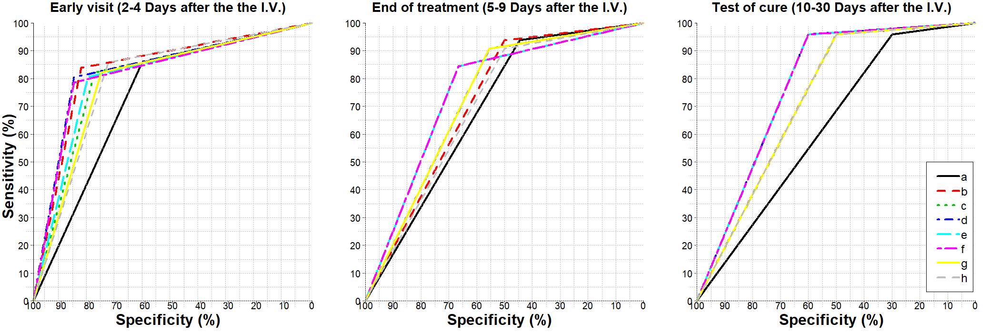 Early visit (2-4 Days after the the I.V.)
End of treatment (5-9 Days after the I.V.)
Test of cure (10-30 Days after the I.V.)
Sensitivity (%)
100
90
80
70
60
50
40
30
20
10
0
100 90 80 70 60 50 40 30 20 10 0
Specificity (%)
100
90
80
70
60
50
40
30
20
10
0
100 90 80 70 60 50 40 30 20 10 0
Specificity (%)
100
90
80
70
60
50
40
30
20
10
0
100 90 80 70 60 50 40 30 20 10 0
Specificity (%)
a
b
c
d
e
f
g
h